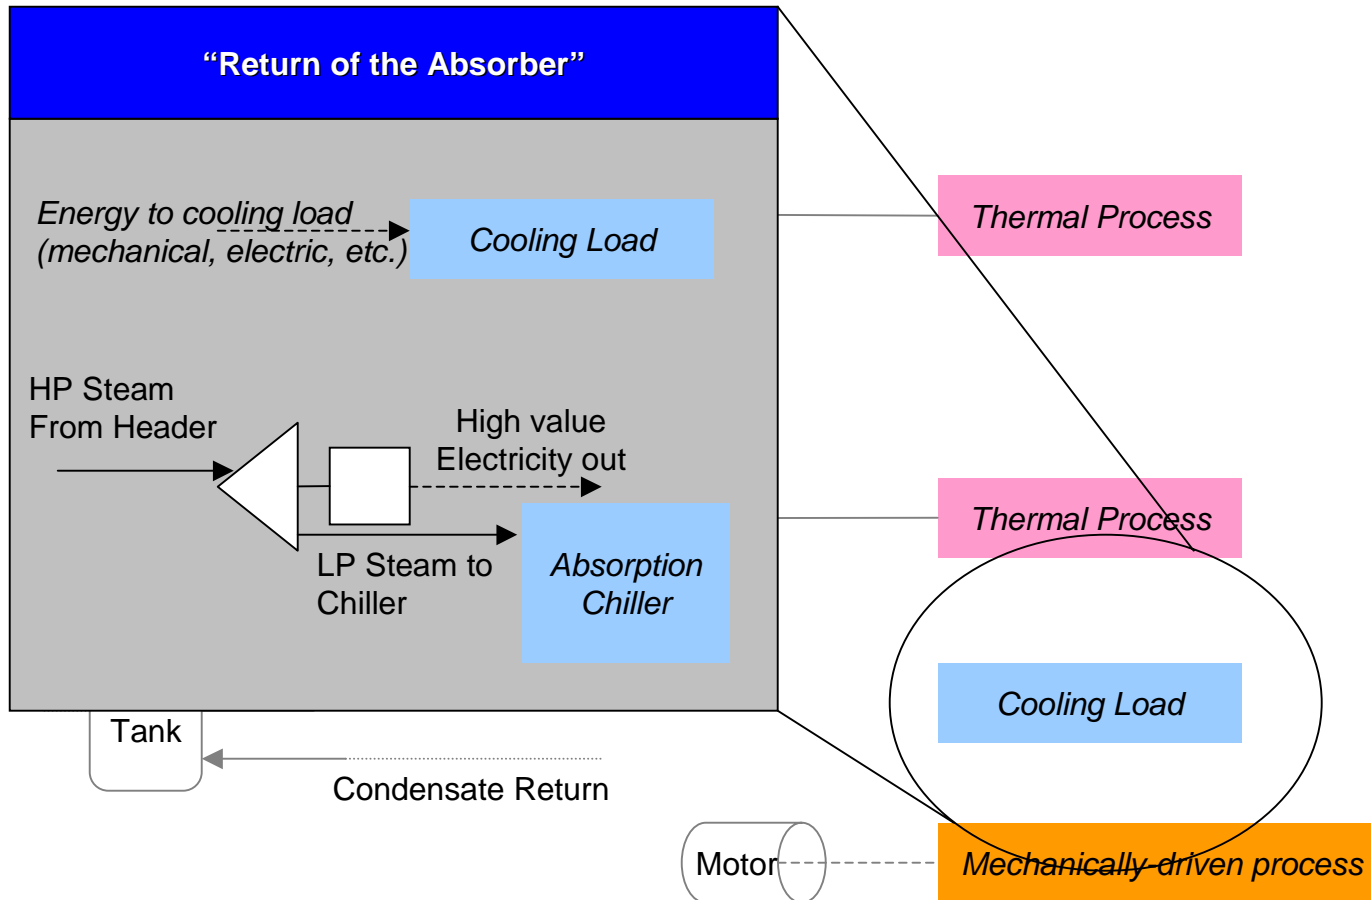 “Return of the Absorber”
Energy to cooling load
(mechanical, electric, etc.)
Cooling Load
Thermal Process
HP Steam
From Header
High value
Electricity out
LP Steam to
Chiller
Absorption
Chiller
Thermal Process
Cooling Load
Tank
Condensate Return
Motor
Mechanically-driven process